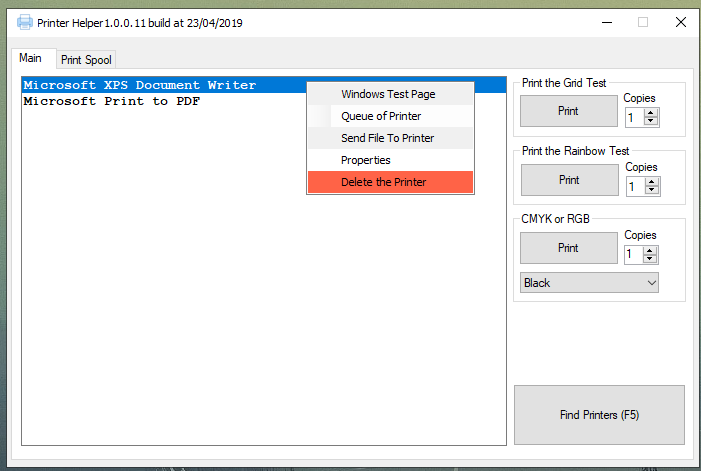 Printer Helper1.0.0.11 build at 23/04/2019
Main
Print Spool
Microsoft XPS Document Writer
Microsoft Print to PDF
Windows Test Page
Queue of Printer
Send File To Printer
Properties
Delete the Printer
Print the Grid Test
Print
Copies
1
Print the Rainbow Test
Print
Copies
1
CMYK or RGB
Print
Copies
1
Black
Find Printers (F5)